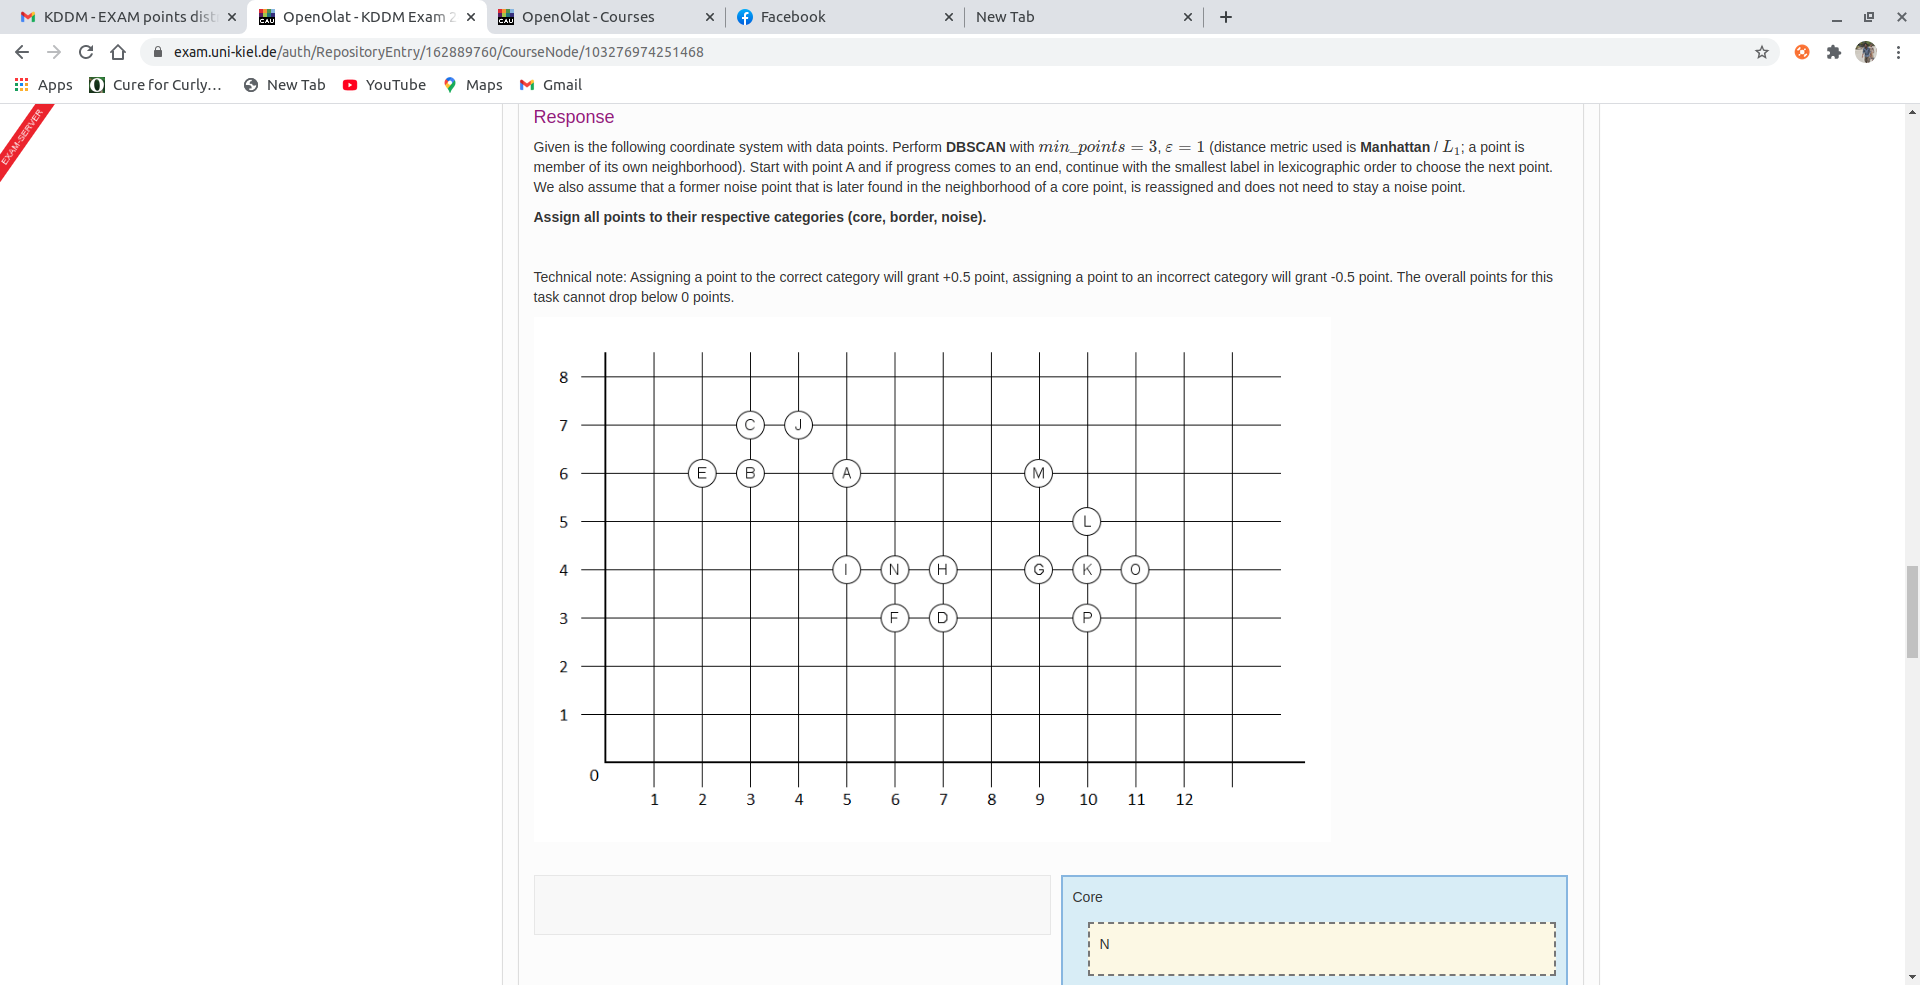 KDDM - EXAM points dist
OpenOlat - KDDM Exam 2
OpenOlat - Courses
Facebook
New Tab
exam.uni-kiel.de/auth/RepositoryEntry/162889760/CourseNode/103276974251468
Apps
Cure for Curly...
New Tab
YouTube
Maps
Gmail
EXAM-SERVER
Response
Given is the following coordinate system with data points. Perform DBSCAN with min_points = 3, ε = 1 (distance metric used is Manhattan / L₁; a point is
member of its own neighborhood). Start with point A and if progress comes to an end, continue with the smallest label in lexicographic order to choose the next point.
We also assume that a former noise point that is later found in the neighborhood of a core point, is reassigned and does not need to stay a noise point.
Assign all points to their respective categories (core, border, noise).
Technical note: Assigning a point to the correct category will grant +0.5 point, assigning a point to an incorrect category will grant -0.5 point. The overall points for this
task cannot drop below 0 points.
8
7 C J
6 E B A M
5 L
4 I N H G K O
3 F D P
2
1
0
1 2 3 4 5 6 7 8 9 10 11 12
Core
N